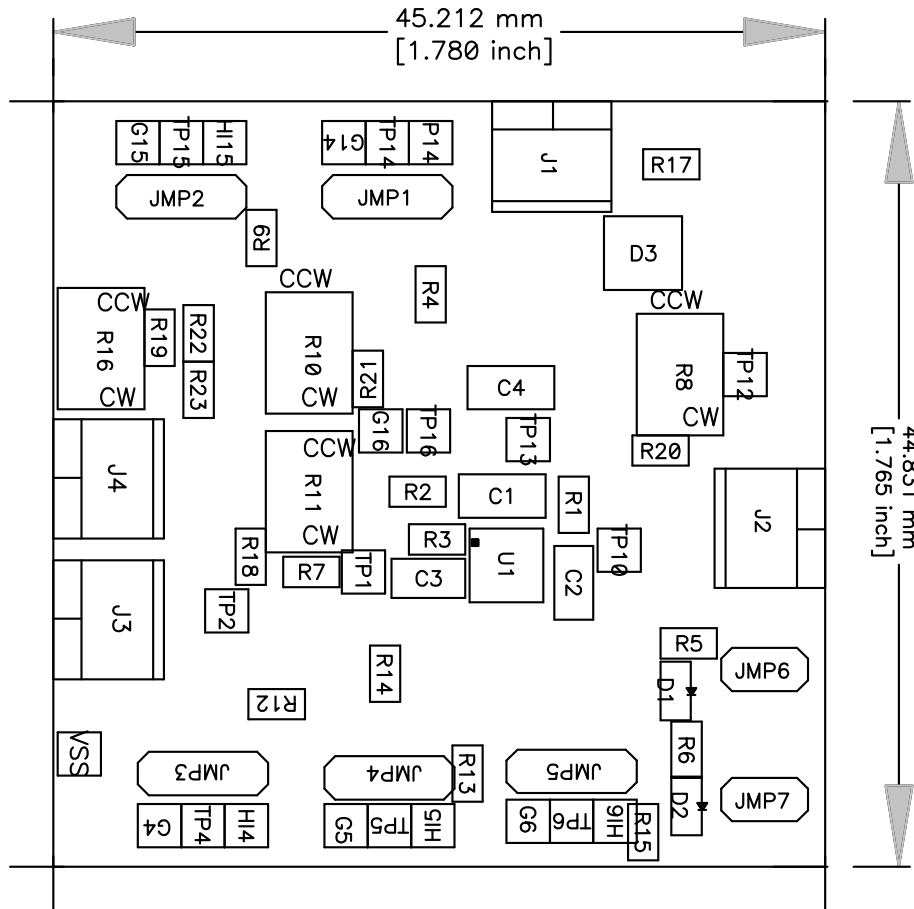 45.212 mm
[1.780 inch]
G15
TP15
HI15
G14
TP14
P14
J1
R17
JMP2
JMP1
R9
D3
CCW
R4
CCW
CCW
R16
CW
R19
R22
R23
R10
CW
R21
C4
R8
CW
TP12
G16
TP16
TP13
R20
44.831 mm
[1.765 inch]
J4
CCW
R11
CW
R2
C1
R1
J2
R18
R7
TP1
R3
C3
U1
C2
TP10
J3
TP2
R5
R14
JMP6
D1
R12
VSS
R6
JMP3
JMP4
R13
JMP5
D2
JMP7
G4
TP4
HI4
G5
TP5
HI5
G6
TP6
HI6
R15